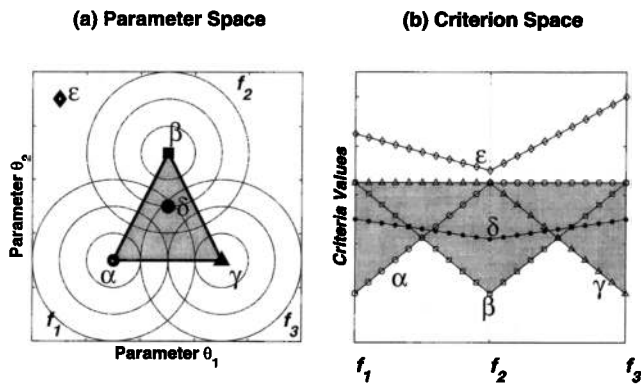 (a) Parameter Space
(b) Criterion Space
ε
f2
β
Parameter θ2
δ
α
γ
f1
f3
Parameter θ1
Criteria Values
ε
δ
α
β
γ
f1
f2
f3